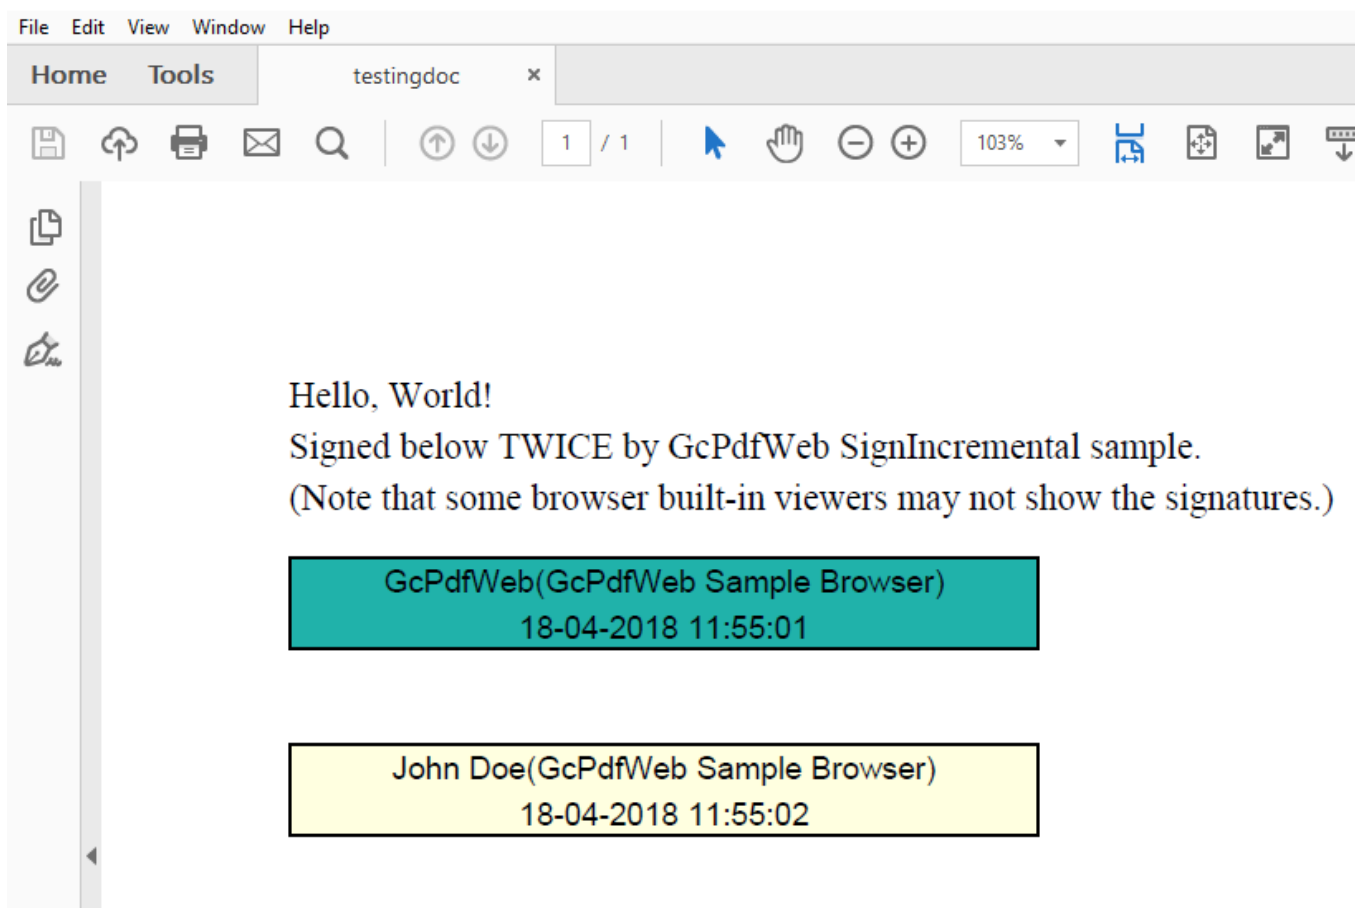 File Edit View Window Help
Home Tools testingdoc ×
1 / 1 103%
Hello, World!
Signed below TWICE by GcPdfWeb SignIncremental sample.
(Note that some browser built-in viewers may not show the signatures.)
GcPdfWeb(GcPdfWeb Sample Browser)
18-04-2018 11:55:01
John Doe(GcPdfWeb Sample Browser)
18-04-2018 11:55:02